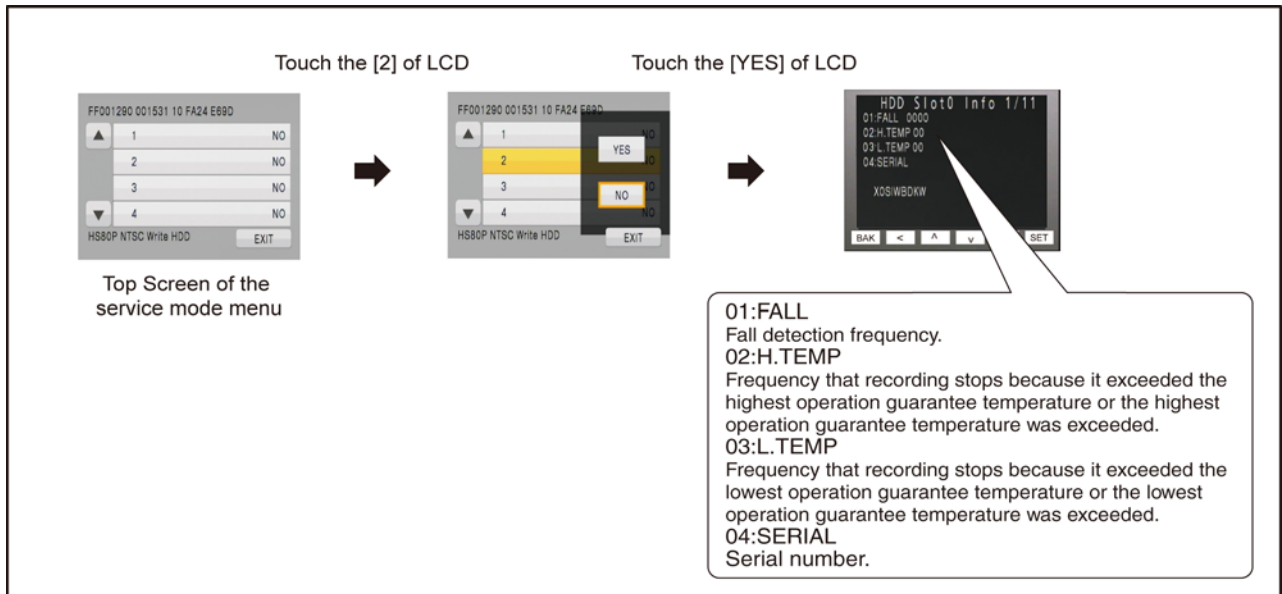 Touch the [2] of LCD
Touch the [YES] of LCD
FF001290 001531 10 FA24 E69D
1 NO
2 NO
3 NO
4 NO
HS80P NTSC Write HDD EXIT
Top Screen of the
service mode menu
FF001290 001531 10 FA24 E69D
1 NO
YES
2 NO
3 NO
NO
4 NO
HS80P NTSC Write HDD EXIT
HDD Slot0 Info 1/11
01:FALL 0000
02:H.TEMP 00
03:L.TEMP 00
04:SERIAL
X0SIWBDKW
BAK < ^ v SET
01:FALL
Fall detection frequency.
02:H.TEMP
Frequency that recording stops because it exceeded the
highest operation guarantee temperature or the highest
operation guarantee temperature was exceeded.
03:L.TEMP
Frequency that recording stops because it exceeded the
lowest operation guarantee temperature or the lowest
operation guarantee temperature was exceeded.
04:SERIAL
Serial number.